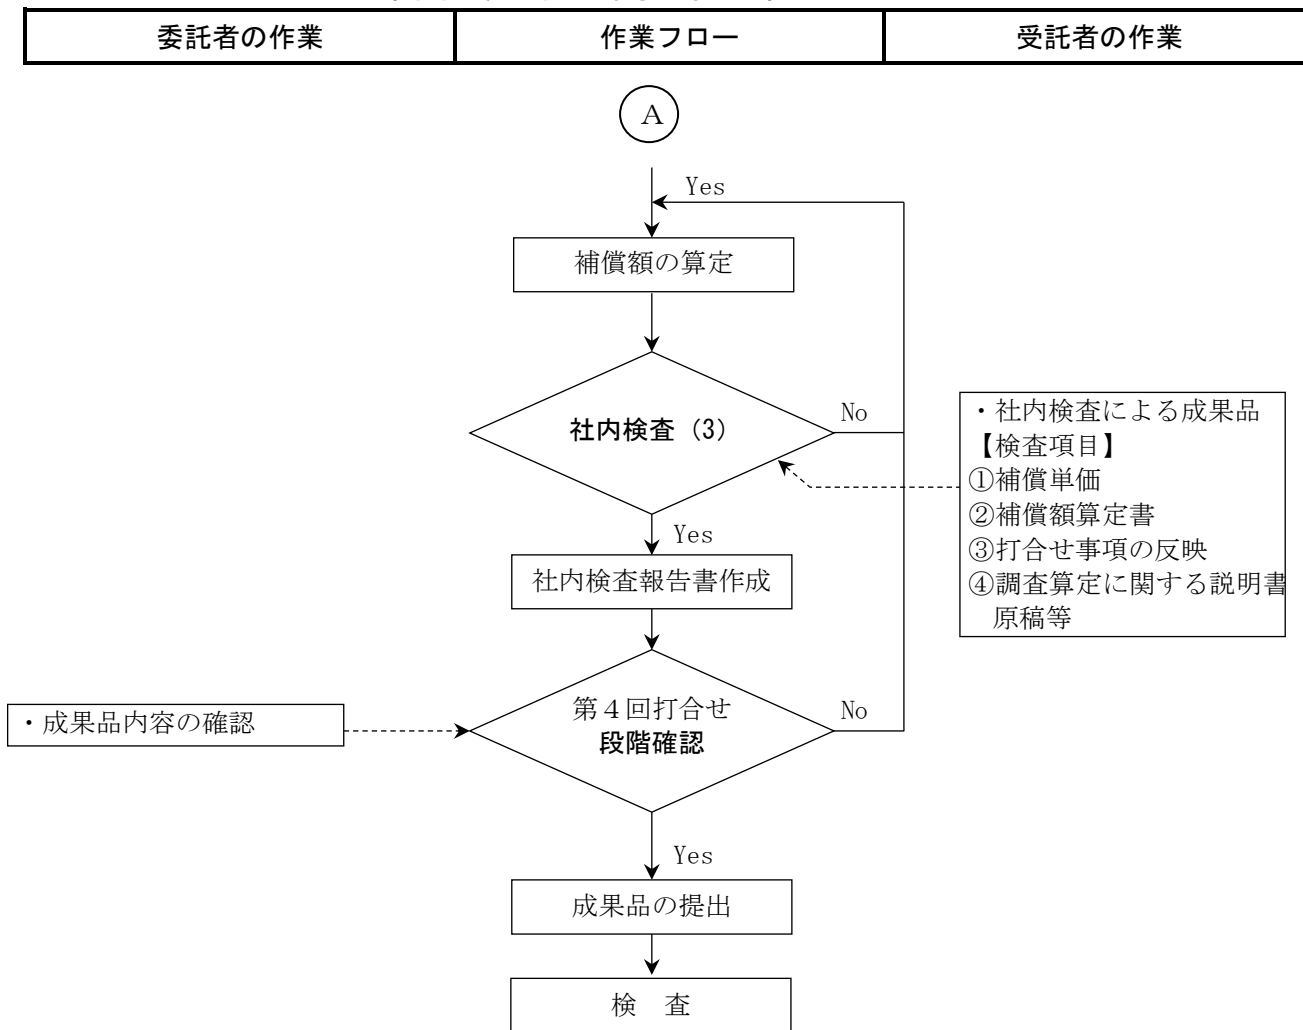 委託者の作業
作業フロー
受託者の作業
A
Yes
補償額の算定
社内検査（3）
No
・社内検査による成果品
【検査項目】
①補償単価
②補償額算定書
③打合せ事項の反映
④調査算定に関する説明書
原稿等
Yes
社内検査報告書作成
第４回打合せ
段階確認
No
・成果品内容の確認
Yes
成果品の提出
検　査